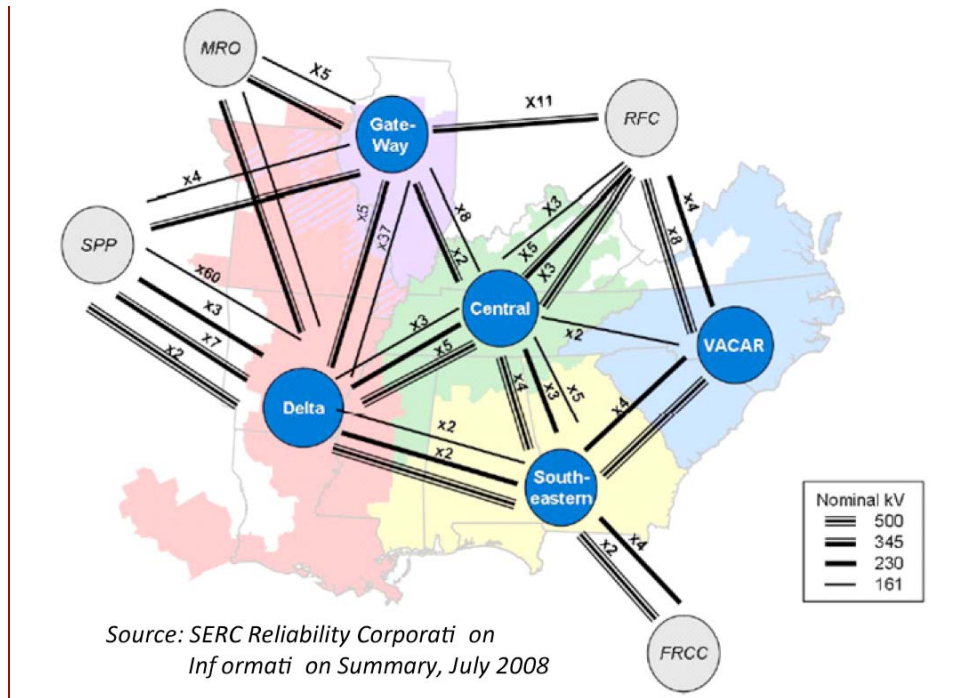 MRO
X5
Gate-
Way
X11
RFC
x4
x5
x37
x8
x2
X3
X5
X3
x4
x8
SPP
x60
x3
x7
x2
Central
x3
x5
x2
VACAR
Delta
x4
x3
x5
x4
x2
x2
South-
eastern
x2
x4
FRCC
Nominal kV
500
345
230
161
Source: SERC Reliability Corporati on
Informati on Summary, July 2008